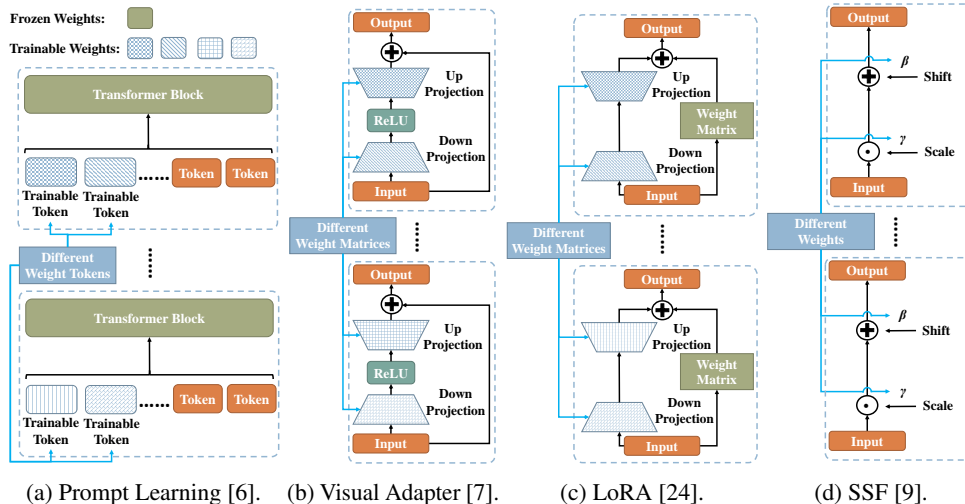 Frozen Weights:
Trainable Weights:
Transformer Block
Trainable
Token
Trainable
Token
......
Token
Token
Different
Weight Tokens
Transformer Block
Trainable
Token
Trainable
Token
......
Token
Token
(a) Prompt Learning [6].
Output
Up
Projection
ReLU
Down
Projection
Input
Different
Weight Matrices
Output
Up
Projection
ReLU
Down
Projection
Input
(b) Visual Adapter [7].
Output
Up
Projection
Weight
Matrix
Down
Projection
Input
Different
Weight Matrices
Output
Up
Projection
Weight
Matrix
Down
Projection
Input
(c) LoRA [24].
Output
β
Shift
γ
Scale
Input
Different
Weights
Output
β
Shift
γ
Scale
Input
(d) SSF [9].